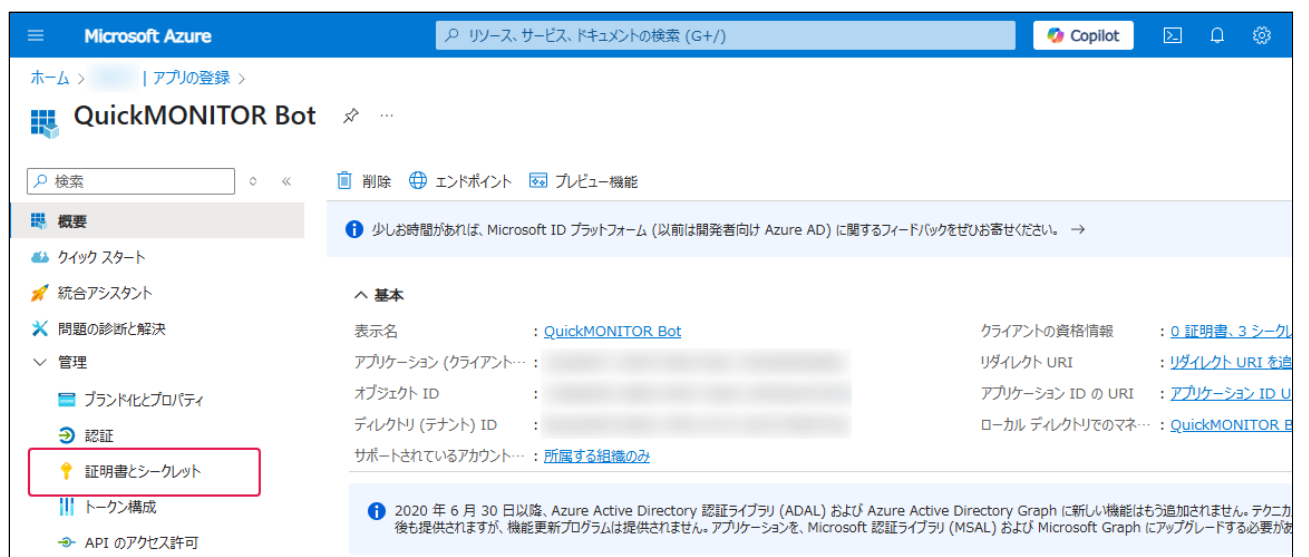 Microsoft Azure
リソース、サービス、ドキュメントの検索 (G+/)
Copilot
ホーム > | アプリの登録 >
QuickMONITOR Bot
検索
削除 エンドポイント プレビュー機能
概要
少しお時間があれば、Microsoft ID プラットフォーム (以前は開発者向け Azure AD) に関するフィードバックをぜひお寄せください。 →
クイック スタート
統合アシスタント
問題の診断と解決
管理
ブランド化とプロパティ
認証
証明書とシークレット
トークン構成
API のアクセス許可
基本
表示名 : QuickMONITOR Bot
アプリケーション (クライアント… :
オブジェクト ID :
ディレクトリ (テナント) ID :
サポートされているアカウント… : 所属する組織のみ
クライアントの資格情報 : 0 証明書、3 シークレ
リダイレクト URI : リダイレクト URI を追
アプリケーション ID の URI : アプリケーション ID U
ローカル ディレクトリでのマネ… : QuickMONITOR B
2020 年 6 月 30 日以降、Azure Active Directory 認証ライブラリ (ADAL) および Azure Active Directory Graph に新しい機能はもう追加されません。テクニカ
後も提供されますが、機能更新プログラムは提供されません。アプリケーションを、Microsoft 認証ライブラリ (MSAL) および Microsoft Graph にアップグレードする必要があ